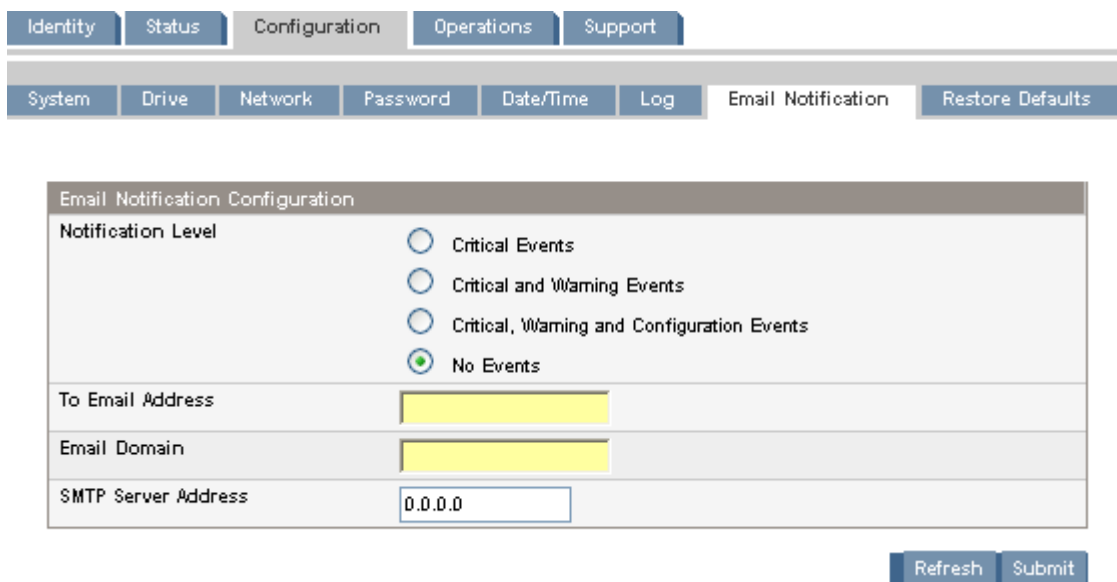 Identity Status Configuration Operations Support
System Drive Network Password Date/Time Log Email Notification Restore Defaults
Email Notification Configuration
Notification Level
Critical Events
Critical and Warning Events
Critical, Warning and Configuration Events
No Events
To Email Address
Email Domain
SMTP Server Address 0.0.0.0
Refresh Submit